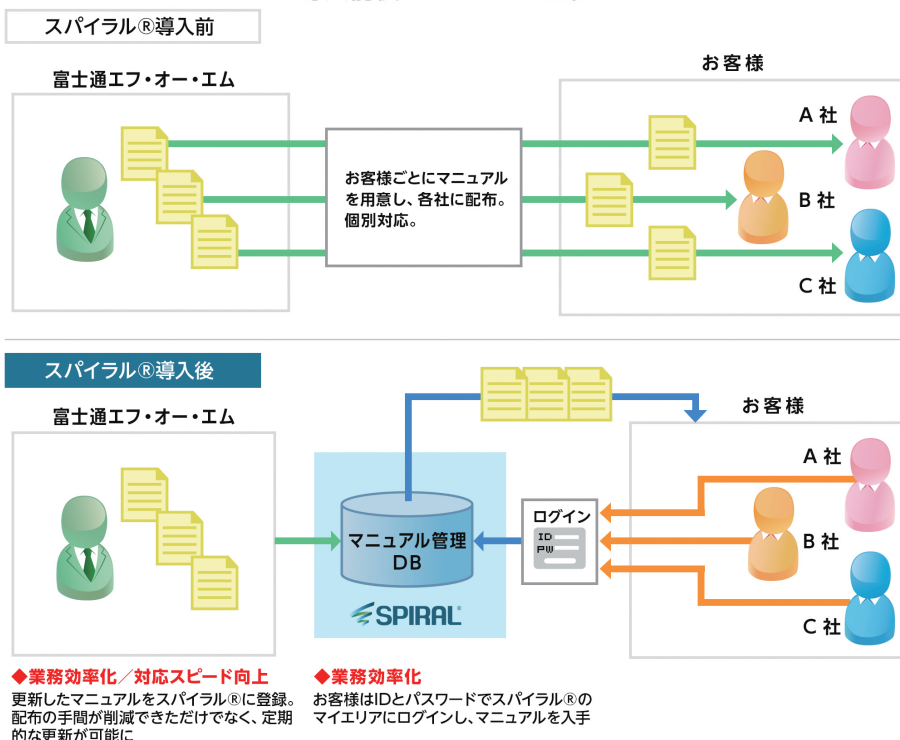 スパイラル®導入前
富士通エフ・オー・エム
お客様
A 社
お客様ごとにマニュアル
を用意し、各社に配布。
個別対応。
B 社
C 社
スパイラル®導入後
富士通エフ・オー・エム
お客様
A 社
ログイン
ID
PW
マニュアル管理
DB
B 社
SPIRAL®
C 社
◆業務効率化／対応スピード向上
更新したマニュアルをスパイラル®に登録。
配布の手間が削減できただけでなく、定期
的な更新が可能に
◆業務効率化
お客様はIDとパスワードでスパイラル®の
マイエリアにログインし、マニュアルを入手